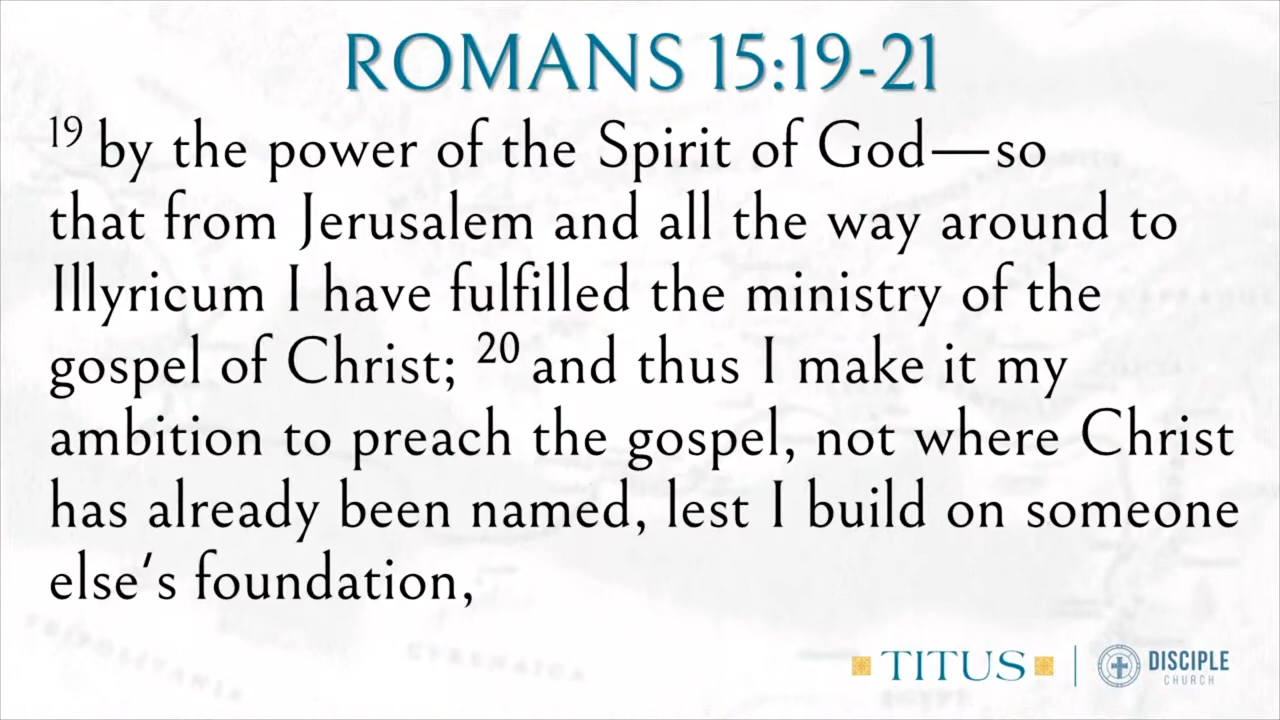 ROMANS 15:19-21
19 by the power of the Spirit of God—so
that from Jerusalem and all the way around to
Illyricum I have fulfilled the ministry of the
gospel of Christ; 20 and thus I make it my
ambition to preach the gospel, not where Christ
has already been named, lest I build on someone
else's foundation,
TRIPOLITANIA
CYRENAICA
EGYPT
TITUS
DISCIPLE
CHURCH